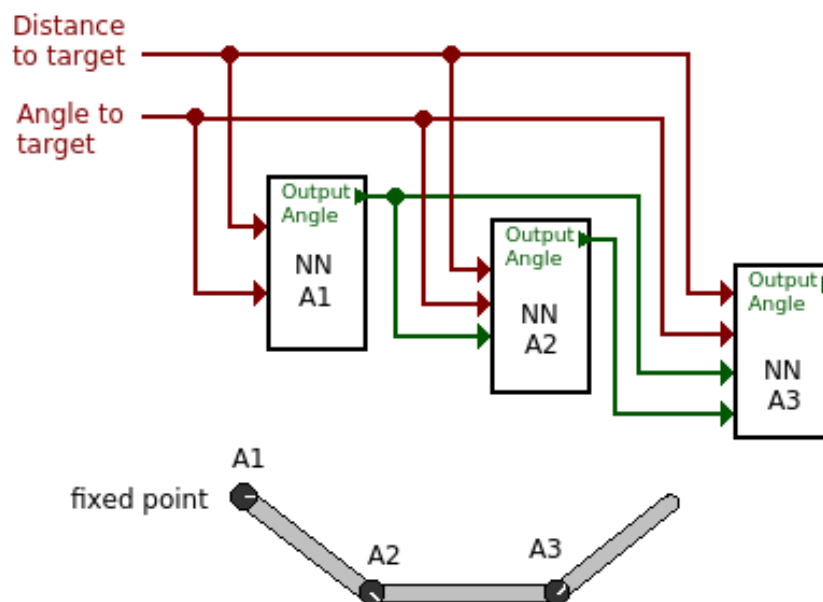 Distance
to target
Angle to
target
Output
Angle
NN
A1
Output
Angle
NN
A2
Output
Angle
NN
A3
A1
fixed point
A2
A3